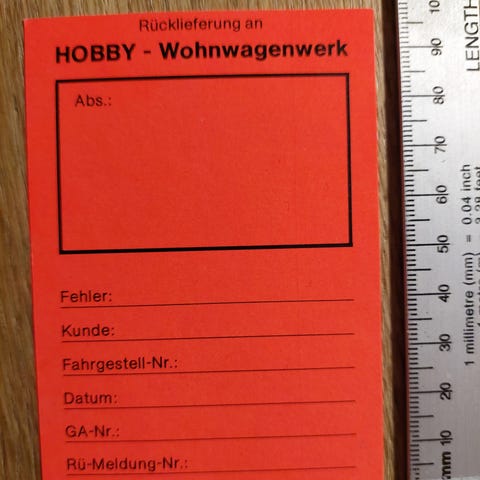 Rücklieferung an
HOBBY - Wohnwagenwerk
Abs.:
Fehler:
Kunde:
Fahrgestell-Nr.:
Datum:
GA-Nr.:
Rü-Meldung-Nr.:
100
90
80
70
60
50
40
30
20
mm 10
LENGTH
1 millimetre (mm) = 0.04 inch